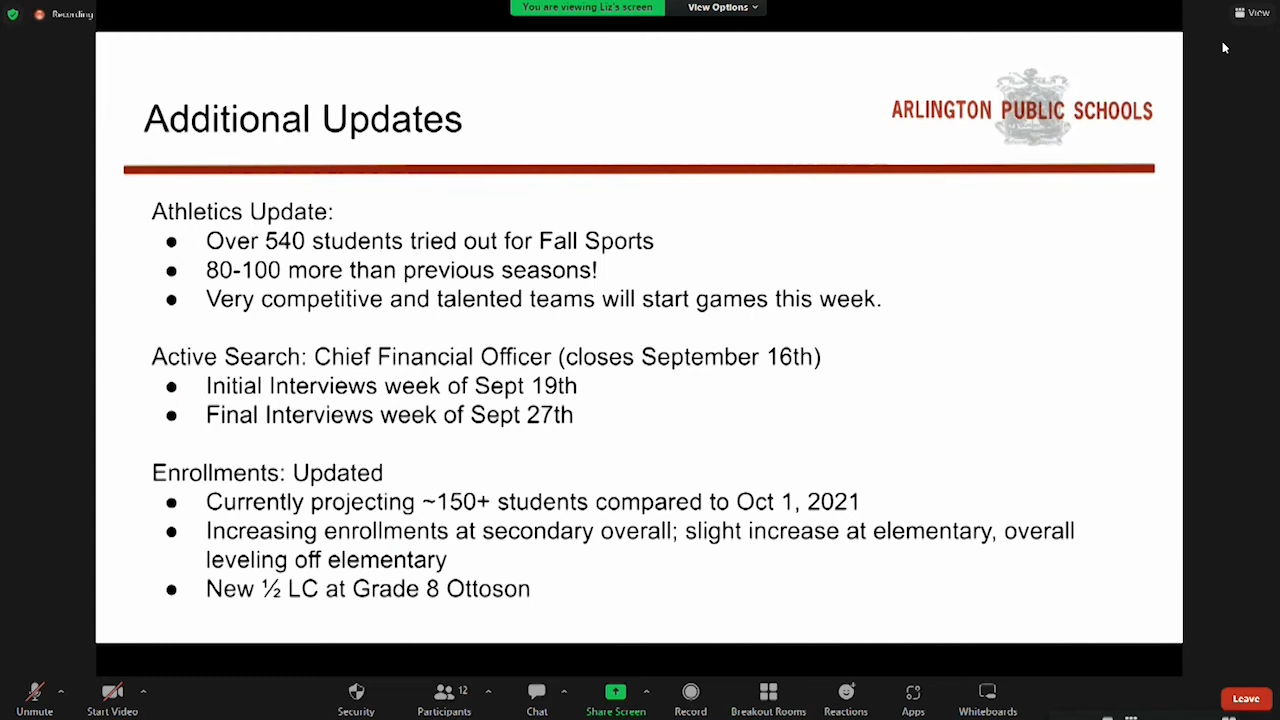 Recording
You are viewing Liz's screen
View Options
View
Additional Updates
ARLINGTON PUBLIC SCHOOLS
Athletics Update:
● Over 540 students tried out for Fall Sports
● 80-100 more than previous seasons!
● Very competitive and talented teams will start games this week.
Active Search: Chief Financial Officer (closes September 16th)
● Initial Interviews week of Sept 19th
● Final Interviews week of Sept 27th
Enrollments: Updated
● Currently projecting ~150+ students compared to Oct 1, 2021
● Increasing enrollments at secondary overall; slight increase at elementary, overall
leveling off elementary
● New ½ LC at Grade 8 Ottoson
12
Unmute
Start Video
Security
Participants
Chat
Share Screen
Record
Breakout Rooms
Reactions
Apps
Whiteboards
Leave